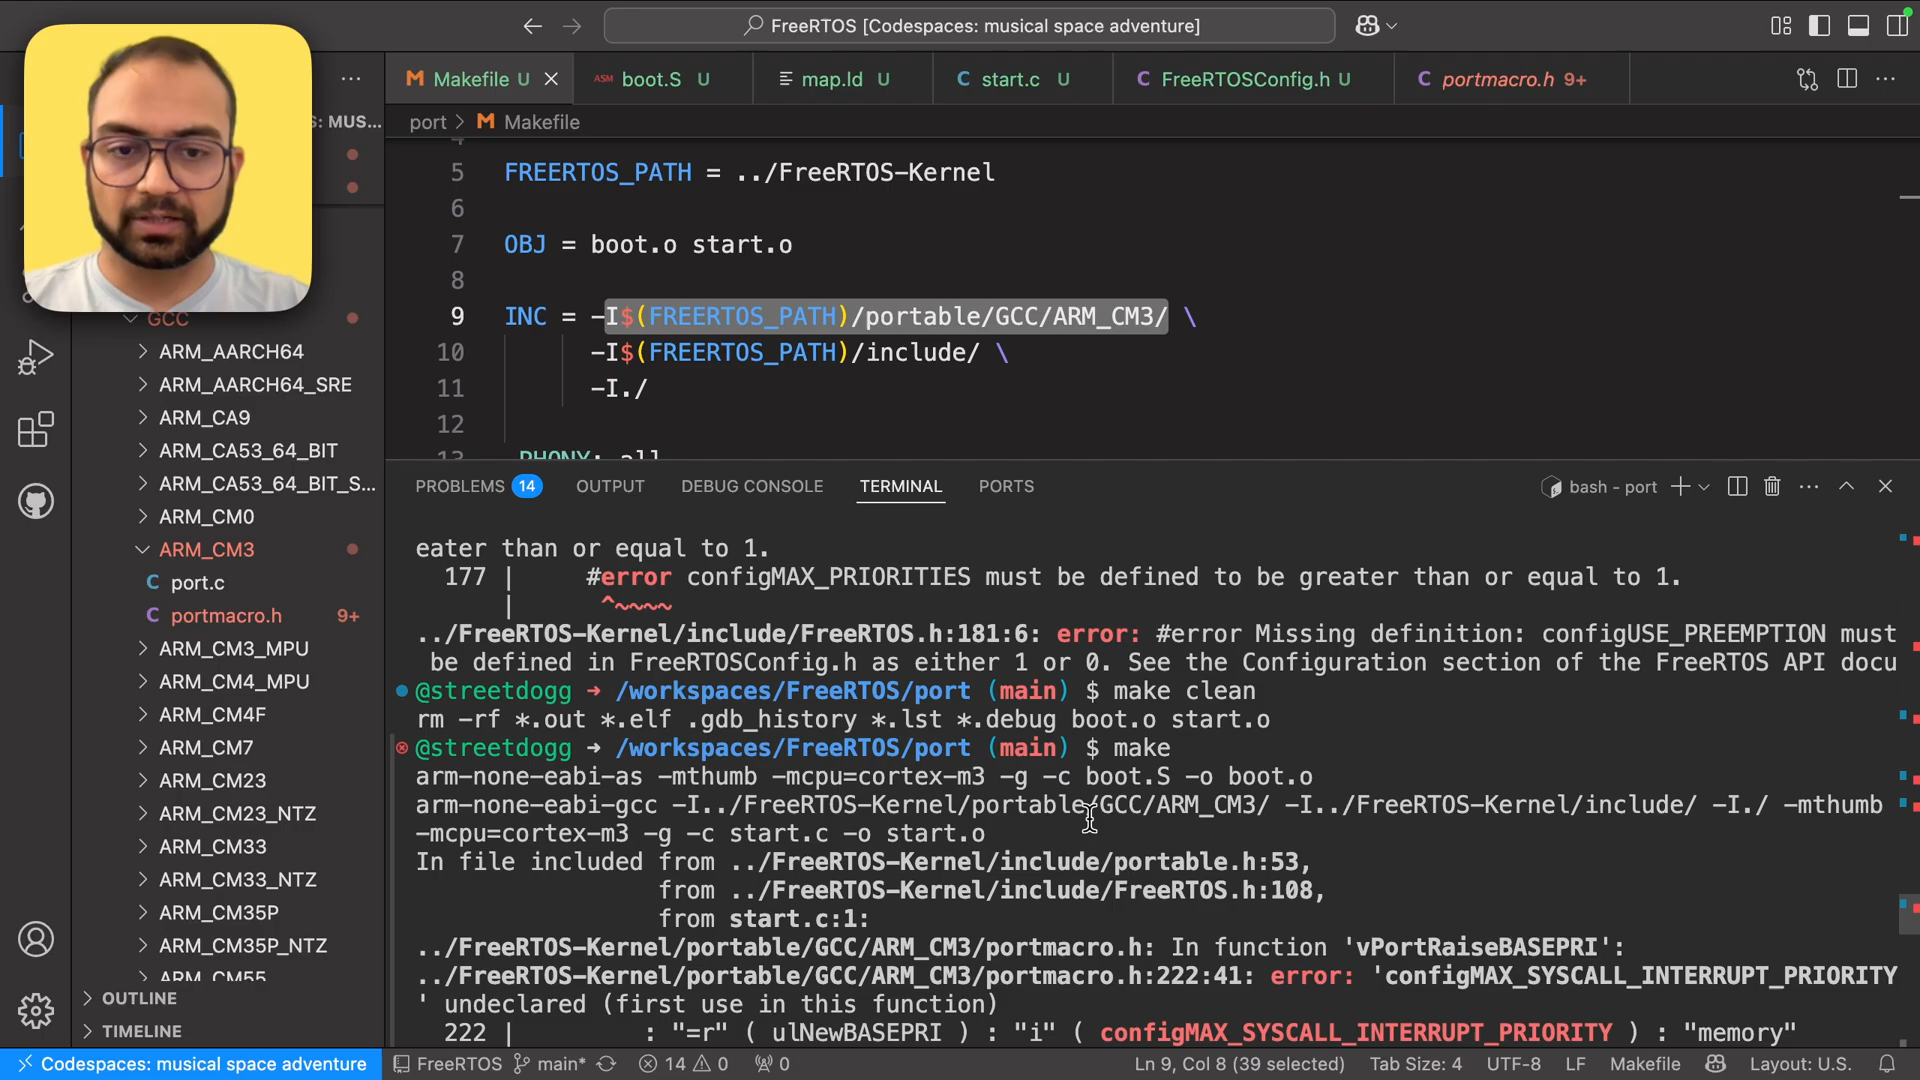 FreeRTOS [Codespaces: musical space adventure]
Makefile U
ASM boot.S U
map.ld U
C start.c U
C FreeRTOSConfig.h U
C portmacro.h 9+
: MUS...
port > Makefile
5 FREERTOS_PATH = ../FreeRTOS-Kernel
6
7 OBJ = boot.o start.o
8
9 INC = -I$(FREERTOS_PATH)/portable/GCC/ARM_CM3/ \
10 -I$(FREERTOS_PATH)/include/ \
11 -I./
12
13 .PHONY: all
GCC
ARM_AARCH64
ARM_AARCH64_SRE
ARM_CA9
ARM_CA53_64_BIT
ARM_CA53_64_BIT_S...
ARM_CM0
ARM_CM3
C port.c
C portmacro.h 9+
ARM_CM3_MPU
ARM_CM4_MPU
ARM_CM4F
ARM_CM7
ARM_CM23
ARM_CM23_NTZ
ARM_CM33
ARM_CM33_NTZ
ARM_CM35P
ARM_CM35P_NTZ
ARM_CM55
OUTLINE
TIMELINE
PROBLEMS 14 OUTPUT DEBUG CONSOLE TERMINAL PORTS
bash - port
eater than or equal to 1.
177 | #error configMAX_PRIORITIES must be defined to be greater than or equal to 1.
| ^~~~~
../FreeRTOS-Kernel/include/FreeRTOS.h:181:6: error: #error Missing definition: configUSE_PREEMPTION must
be defined in FreeRTOSConfig.h as either 1 or 0. See the Configuration section of the FreeRTOS API docu
@streetdogg → /workspaces/FreeRTOS/port (main) $ make clean
rm -rf *.out *.elf .gdb_history *.lst *.debug boot.o start.o
@streetdogg → /workspaces/FreeRTOS/port (main) $ make
arm-none-eabi-as -mthumb -mcpu=cortex-m3 -g -c boot.S -o boot.o
arm-none-eabi-gcc -I../FreeRTOS-Kernel/portable/GCC/ARM_CM3/ -I../FreeRTOS-Kernel/include/ -I./ -mthumb
-mcpu=cortex-m3 -g -c start.c -o start.o
In file included from ../FreeRTOS-Kernel/include/portable.h:53,
from ../FreeRTOS-Kernel/include/FreeRTOS.h:108,
from start.c:1:
../FreeRTOS-Kernel/portable/GCC/ARM_CM3/portmacro.h: In function 'vPortRaiseBASEPRI':
../FreeRTOS-Kernel/portable/GCC/ARM_CM3/portmacro.h:222:41: error: 'configMAX_SYSCALL_INTERRUPT_PRIORITY
' undeclared (first use in this function)
222 | : "=r" ( ulNewBASEPRI ) : "i" ( configMAX_SYSCALL_INTERRUPT_PRIORITY ) : "memory"
Codespaces: musical space adventure
FreeRTOS main* 14 0 0
Ln 9, Col 8 (39 selected) Tab Size: 4 UTF-8 LF Makefile Layout: U.S.